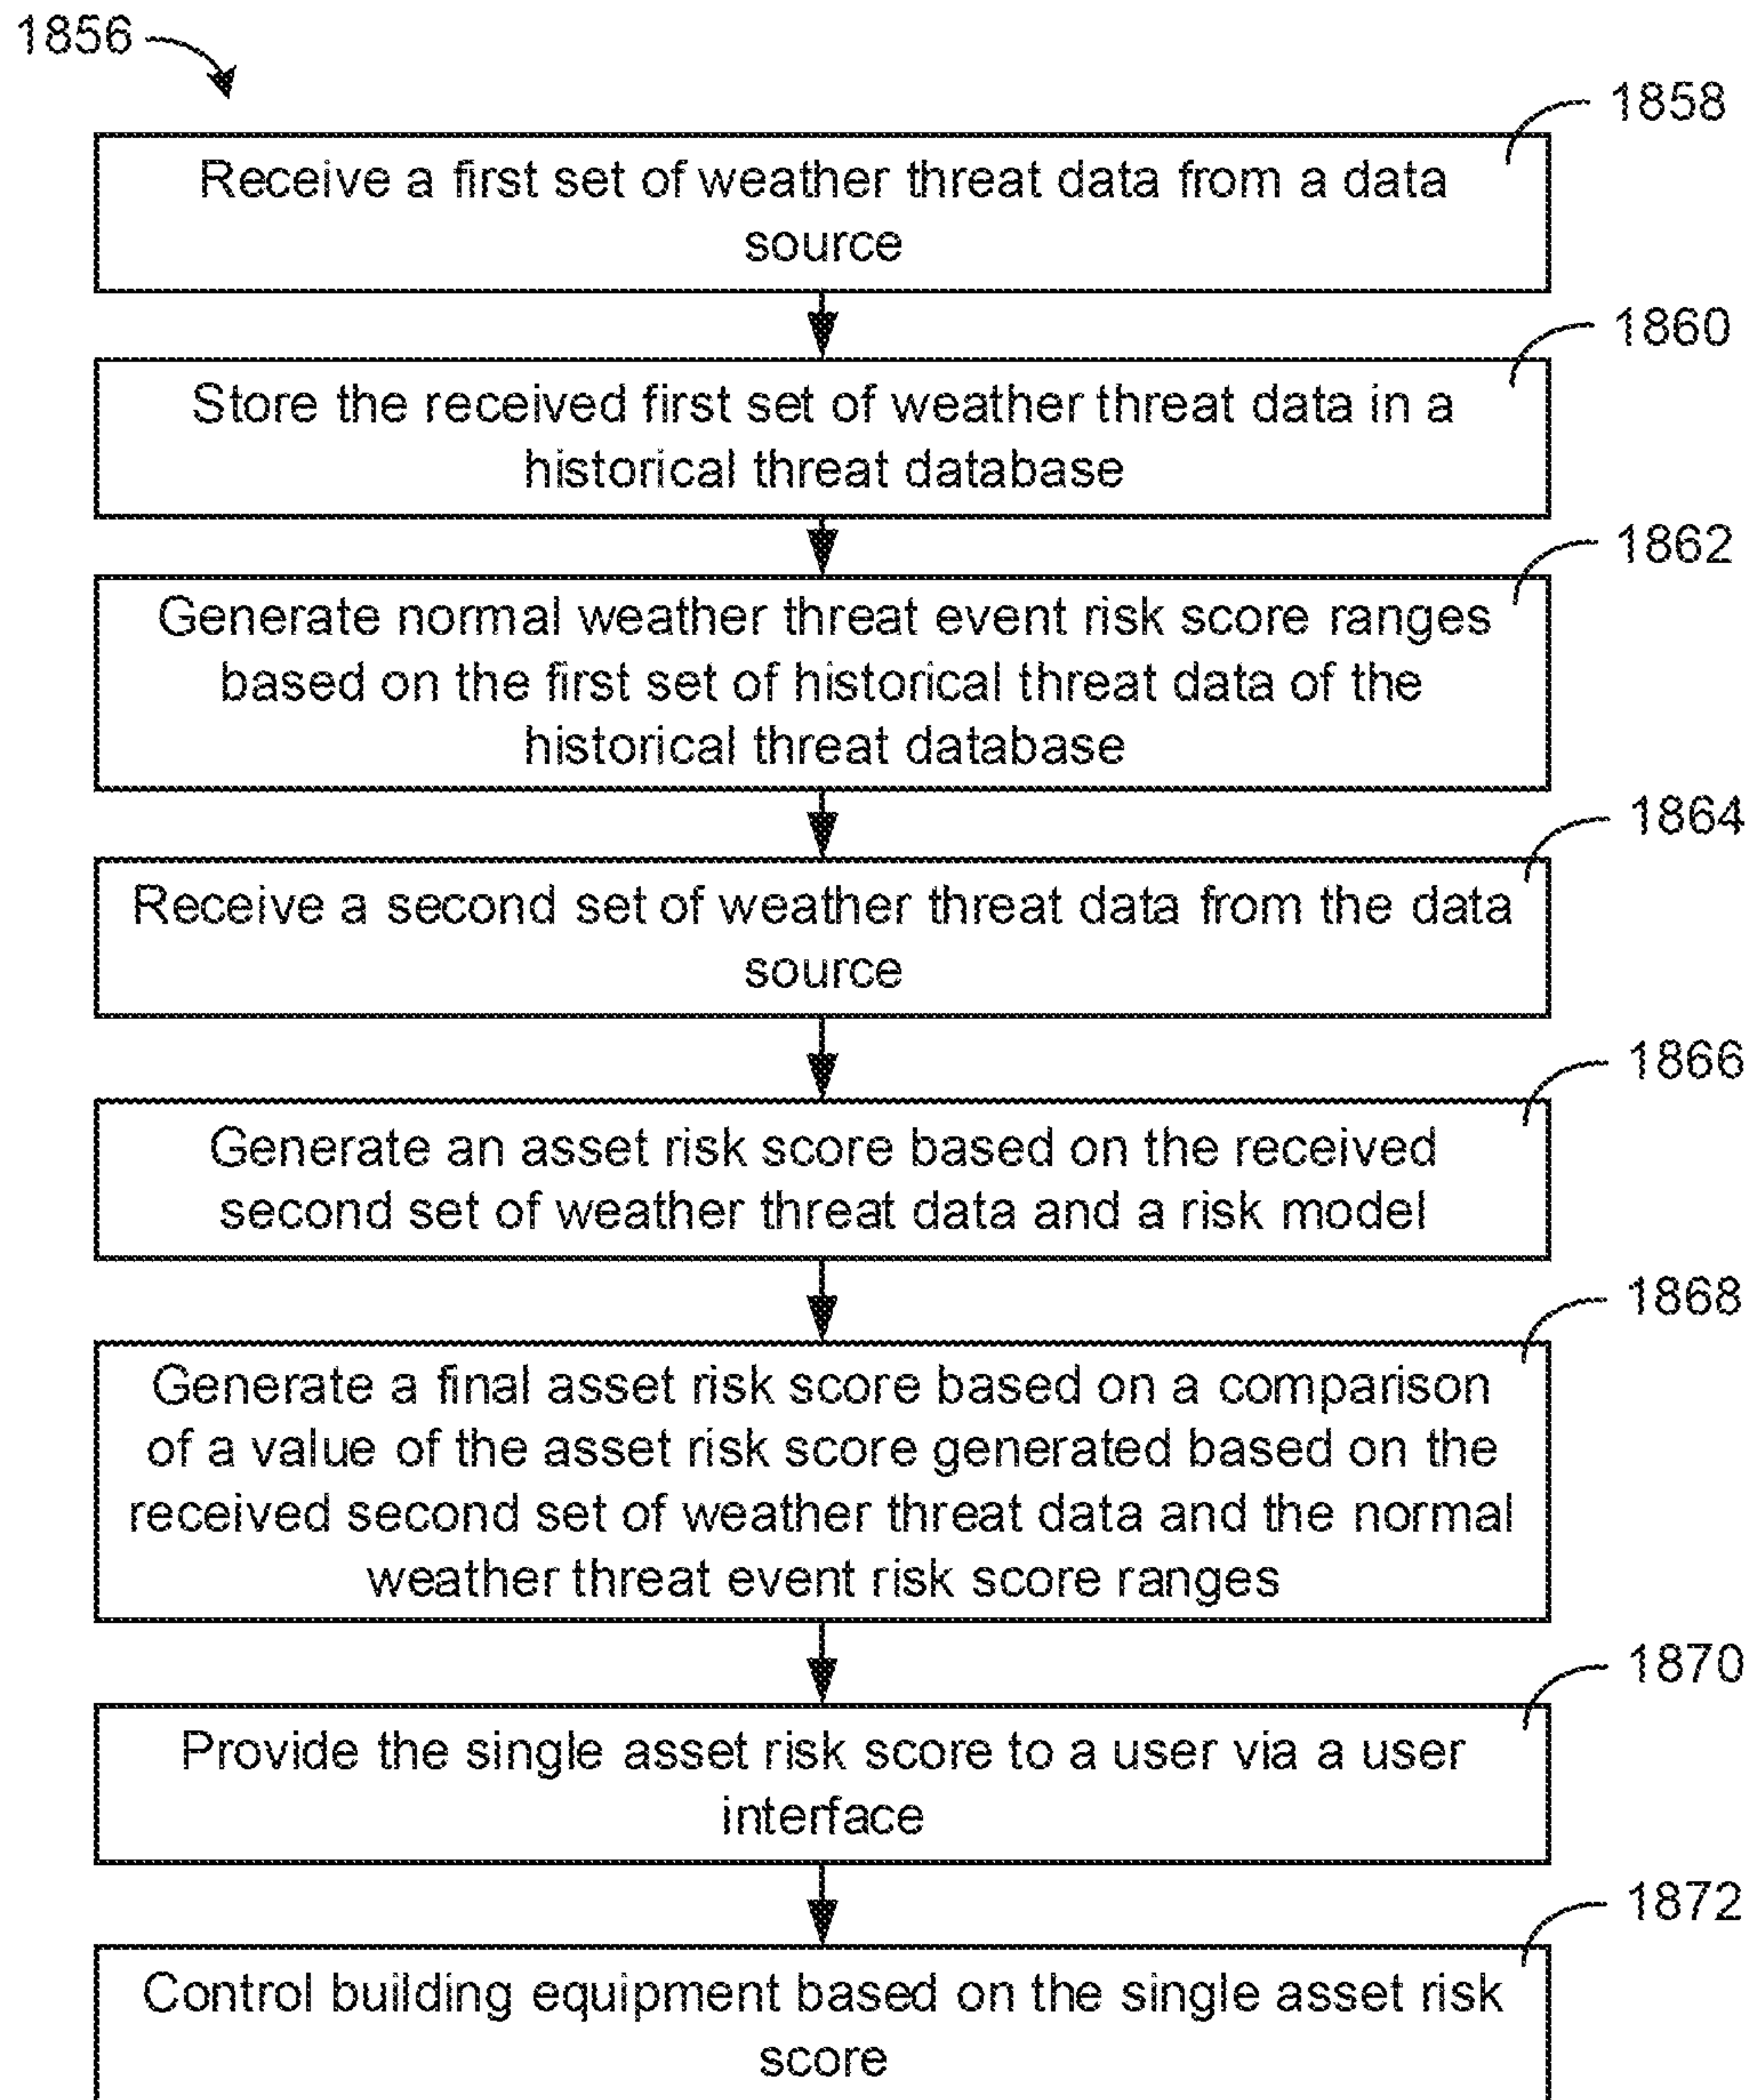 1856
1858
Receive a first set of weather threat data from a data
source
1860
Store the received first set of weather threat data in a
historical threat database
1862
Generate normal weather threat event risk score ranges
based on the first set of historical threat data of the
historical threat database
1864
Receive a second set of weather threat data from the data
source
1866
Generate an asset risk score based on the received
second set of weather threat data and a risk model
1868
Generate a final asset risk score based on a comparison
of a value of the asset risk score generated based on the
received second set of weather threat data and the normal
weather threat event risk score ranges
1870
Provide the single asset risk score to a user via a user
interface
1872
Control building equipment based on the single asset risk
score